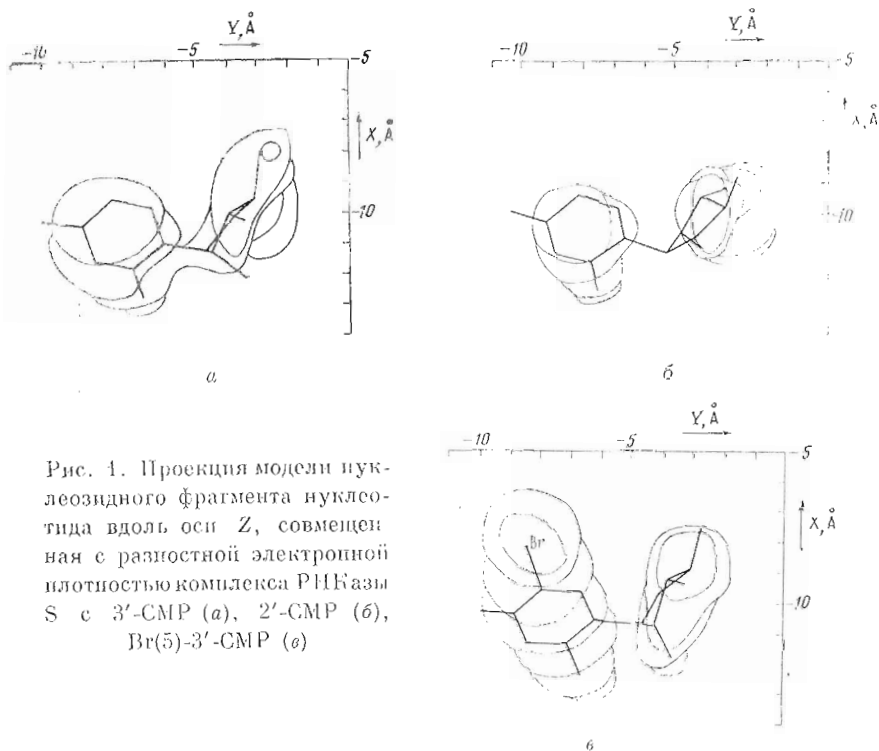 Y, Å
Y, Å
-10
-5
-5
-10
-5
-5
X, Å
X, Å
-10
-10
а
б
Y, Å
-10
-5
-5
Рис. 1. Проекция модели нук-
леозидного фрагмента нуклео-
тида вдоль оси Z, совмещен
ная с разностной электронной
плотностью комплекса РНКазы
S с 3′-CMP (а), 2′-CMP (б),
Br(5)-3′-CMP (в)
X, Å
Br
-10
в